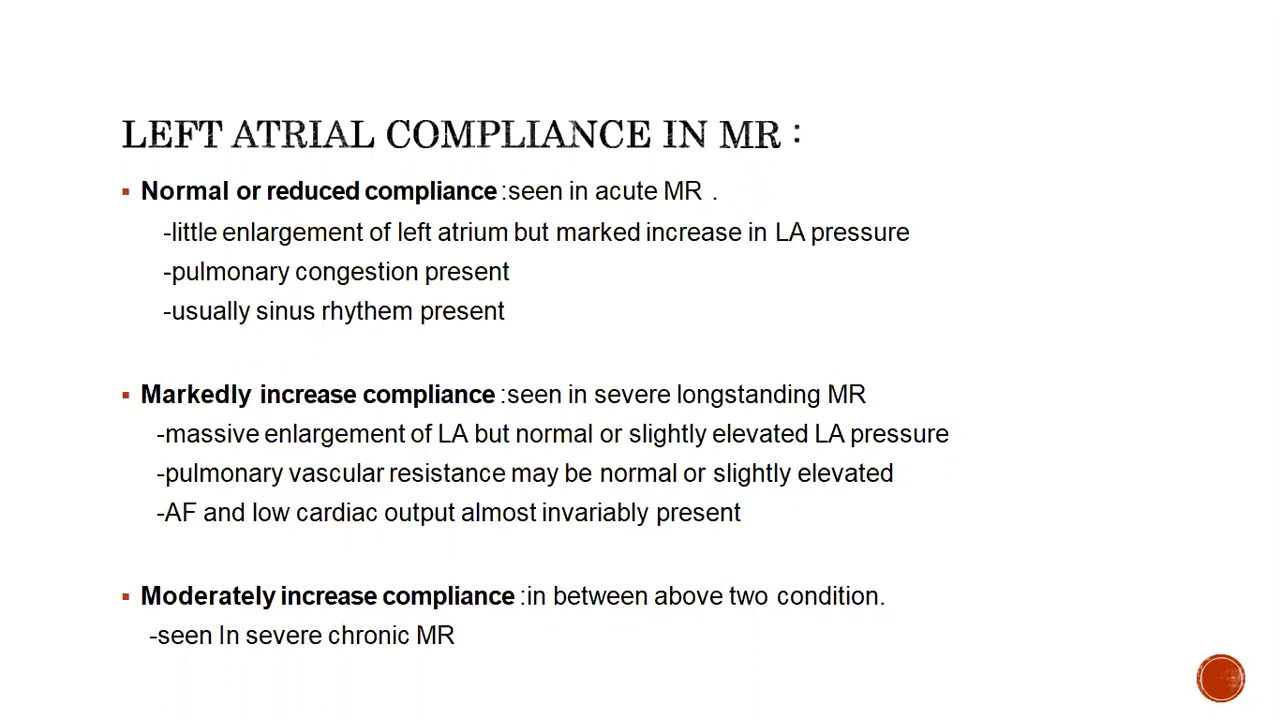 LEFT ATRIAL COMPLIANCE IN MR :
▪ Normal or reduced compliance :seen in acute MR .
-little enlargement of left atrium but marked increase in LA pressure
-pulmonary congestion present
-usually sinus rhythem present
▪ Markedly increase compliance :seen in severe longstanding MR
-massive enlargement of LA but normal or slightly elevated LA pressure
-pulmonary vascular resistance may be normal or slightly elevated
-AF and low cardiac output almost invariably present
▪ Moderately increase compliance :in between above two condition.
-seen In severe chronic MR